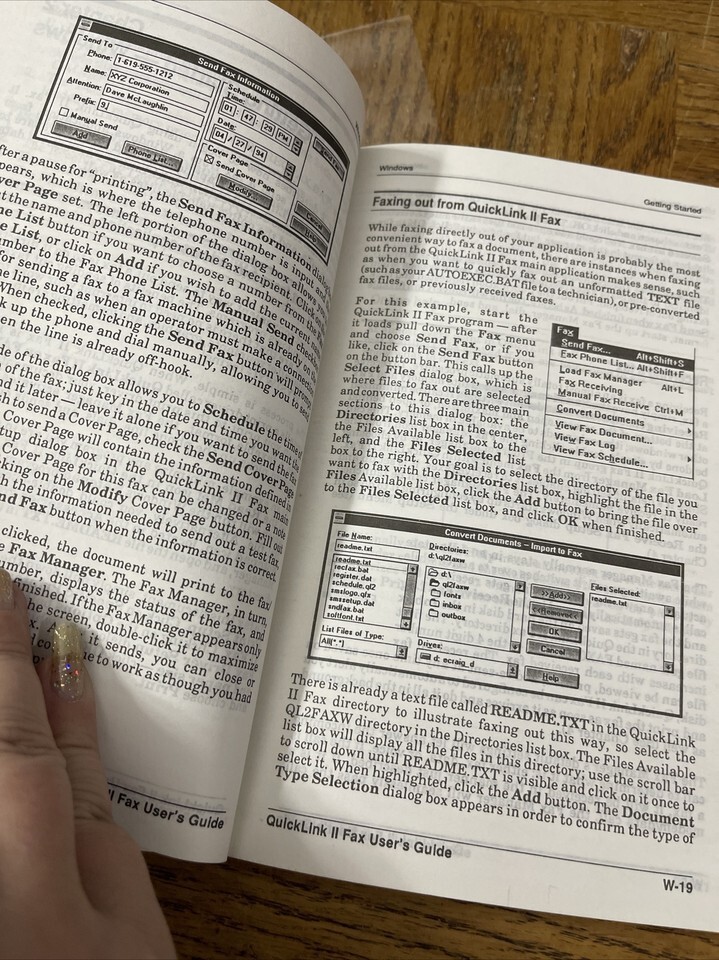 Send Fax Information
Send To
Phone: 1-619-555-1212
Name: XYZ Corporation
Attention: Dave McLaughlin
Prefix: 9,
Manual Send
Add
Phone List...
Schedule
Time:
01 : 47 : 29 PM
Date:
04 / 27 / 94
Cover Page
Send Cover Page
Modify...
after a pause for "printing", the Send Fax Information
which is where the telephone number is input and
Page set. The left portion of the dialog box allows
the name and phone number of the fax recipient. Click
List button if you want to choose a number from the
List, or click on Add if you wish to add the current
number to the Fax Phone List. The Manual Send
for sending a fax to a fax machine which is already on
line, such as when an operator must make a
When checked, clicking the Send Fax button will
up the phone and dial manually, allowing you to
the line is already off-hook.
of the dialog box allows you to Schedule the time
of the fax; just key in the date and time you want
it later – leave it alone if you want to send the fax
to send a Cover Page, check the Send Cover Page
Cover Page will contain the information defined in
dialog box in the QuickLink II Fax main
Cover Page for this fax can be changed or a note
on the Modify Cover Page button. Fill out
the information needed to send out a test fax,
Fax button when the information is correct.
clicked, the document will print to the fax/
Fax Manager. The Fax Manager, in turn,
displays the status of the fax, and
finished. If the Fax Manager appears only
the screen, double-click it to maximize
it sends, you can close or
to work as though you had
II Fax User's Guide
Windows
Getting Started
Faxing out from QuickLink II Fax
While faxing directly out of your application is probably the most
convenient way to fax a document, there are instances when faxing
out from the QuickLink II Fax main application makes sense, such
as when you want to quickly fax out an unformatted TEXT file
(such as your AUTOEXEC.BAT file to a technician), or pre-converted
fax files, or previously received faxes.
For this example, start the
QuickLink II Fax program – after
it loads pull down the Fax menu
and choose Send Fax, or if you
like, click on the Send Fax button
on the button bar. This calls up the
Select Files dialog box, which is
where files to fax out are selected
and converted. There are three main
sections to this dialog box: the
Directories list box in the center,
the Files Available list box to the
left, and the Files Selected list
box to the right. Your goal is to select the directory of the file you
want to fax with the Directories list box, highlight the file in the
Files Available list box, click the Add button to bring the file over
to the Files Selected list box, and click OK when finished.
Fax
Send Fax... Alt+Shift+S
Fax Phone List... Alt+Shift+F
Load Fax Manager Alt+L
Fax Receiving
Manual Fax Receive Ctrl+M
Convert Documents
View Fax Document...
View Fax Log
View Fax Schedule...
Convert Documents – Import to Fax
File Name:
readme.txt
readme.txt
recfax.bat
register.dat
schedule.ql2
smslogo.qfx
smssetup.dat
sndfax.bat
softfont.txt
List Files of Type:
All(*.*)
Directories:
d:\ql2faxw
d:\
ql2faxw
fonts
inbox
outbox
Drives:
d: ecraig_d
>>Add>>
<<Remove<<
OK
Cancel
Help
Files Selected:
readme.txt
There is already a text file called README.TXT in the QuickLink
II Fax directory to illustrate faxing out this way, so select the
QL2FAXW directory in the Directories list box. The Files Available
list box will display all the files in this directory; use the scroll bar
to scroll down until README.TXT is visible and click on it once to
select it. When highlighted, click the Add button. The Document
Type Selection dialog box appears in order to confirm the type of
QuickLink II Fax User's Guide
W-19